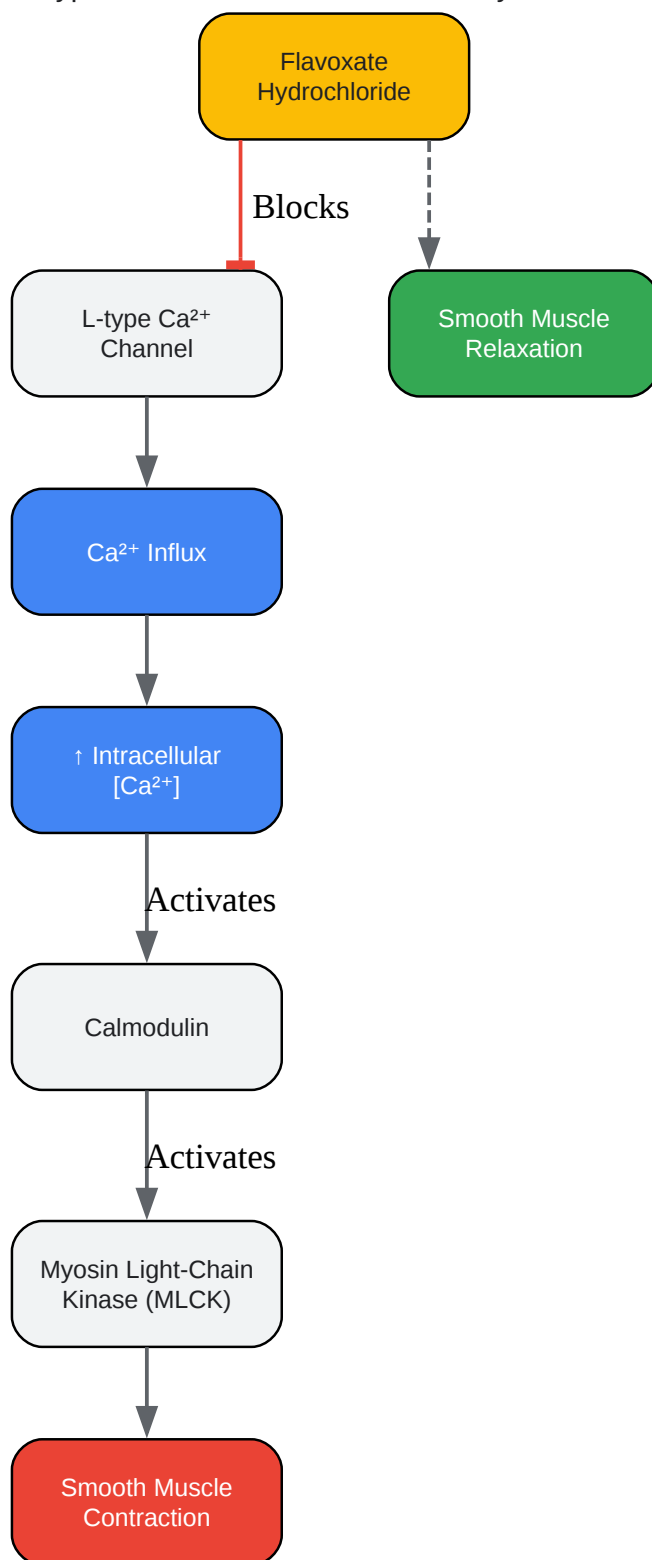 Flavoxate
Hydrochloride
Blocks
L-type Ca²⁺
Channel
Smooth Muscle
Relaxation
Ca²⁺ Influx
↑ Intracellular
[Ca²⁺]
Activates
Calmodulin
Activates
Myosin Light-Chain
Kinase (MLCK)
Smooth Muscle
Contraction